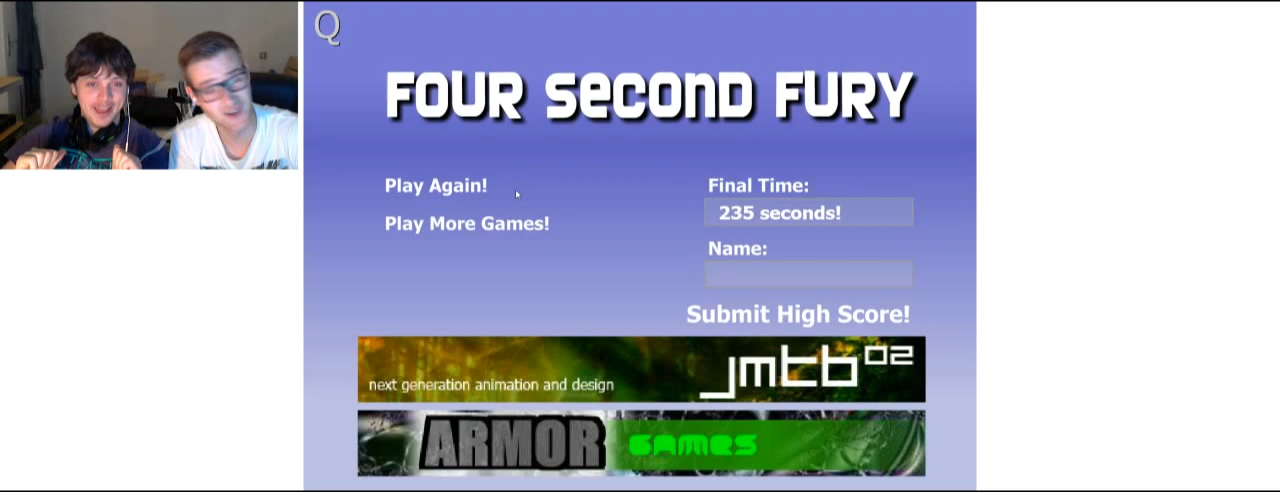 Q
FOUR SECOND FURY
Play Again!
Play More Games!
Final Time:
235 seconds!
Name:
Submit High Score!
next generation animation and design
jmtb02
ARMOR GAMES